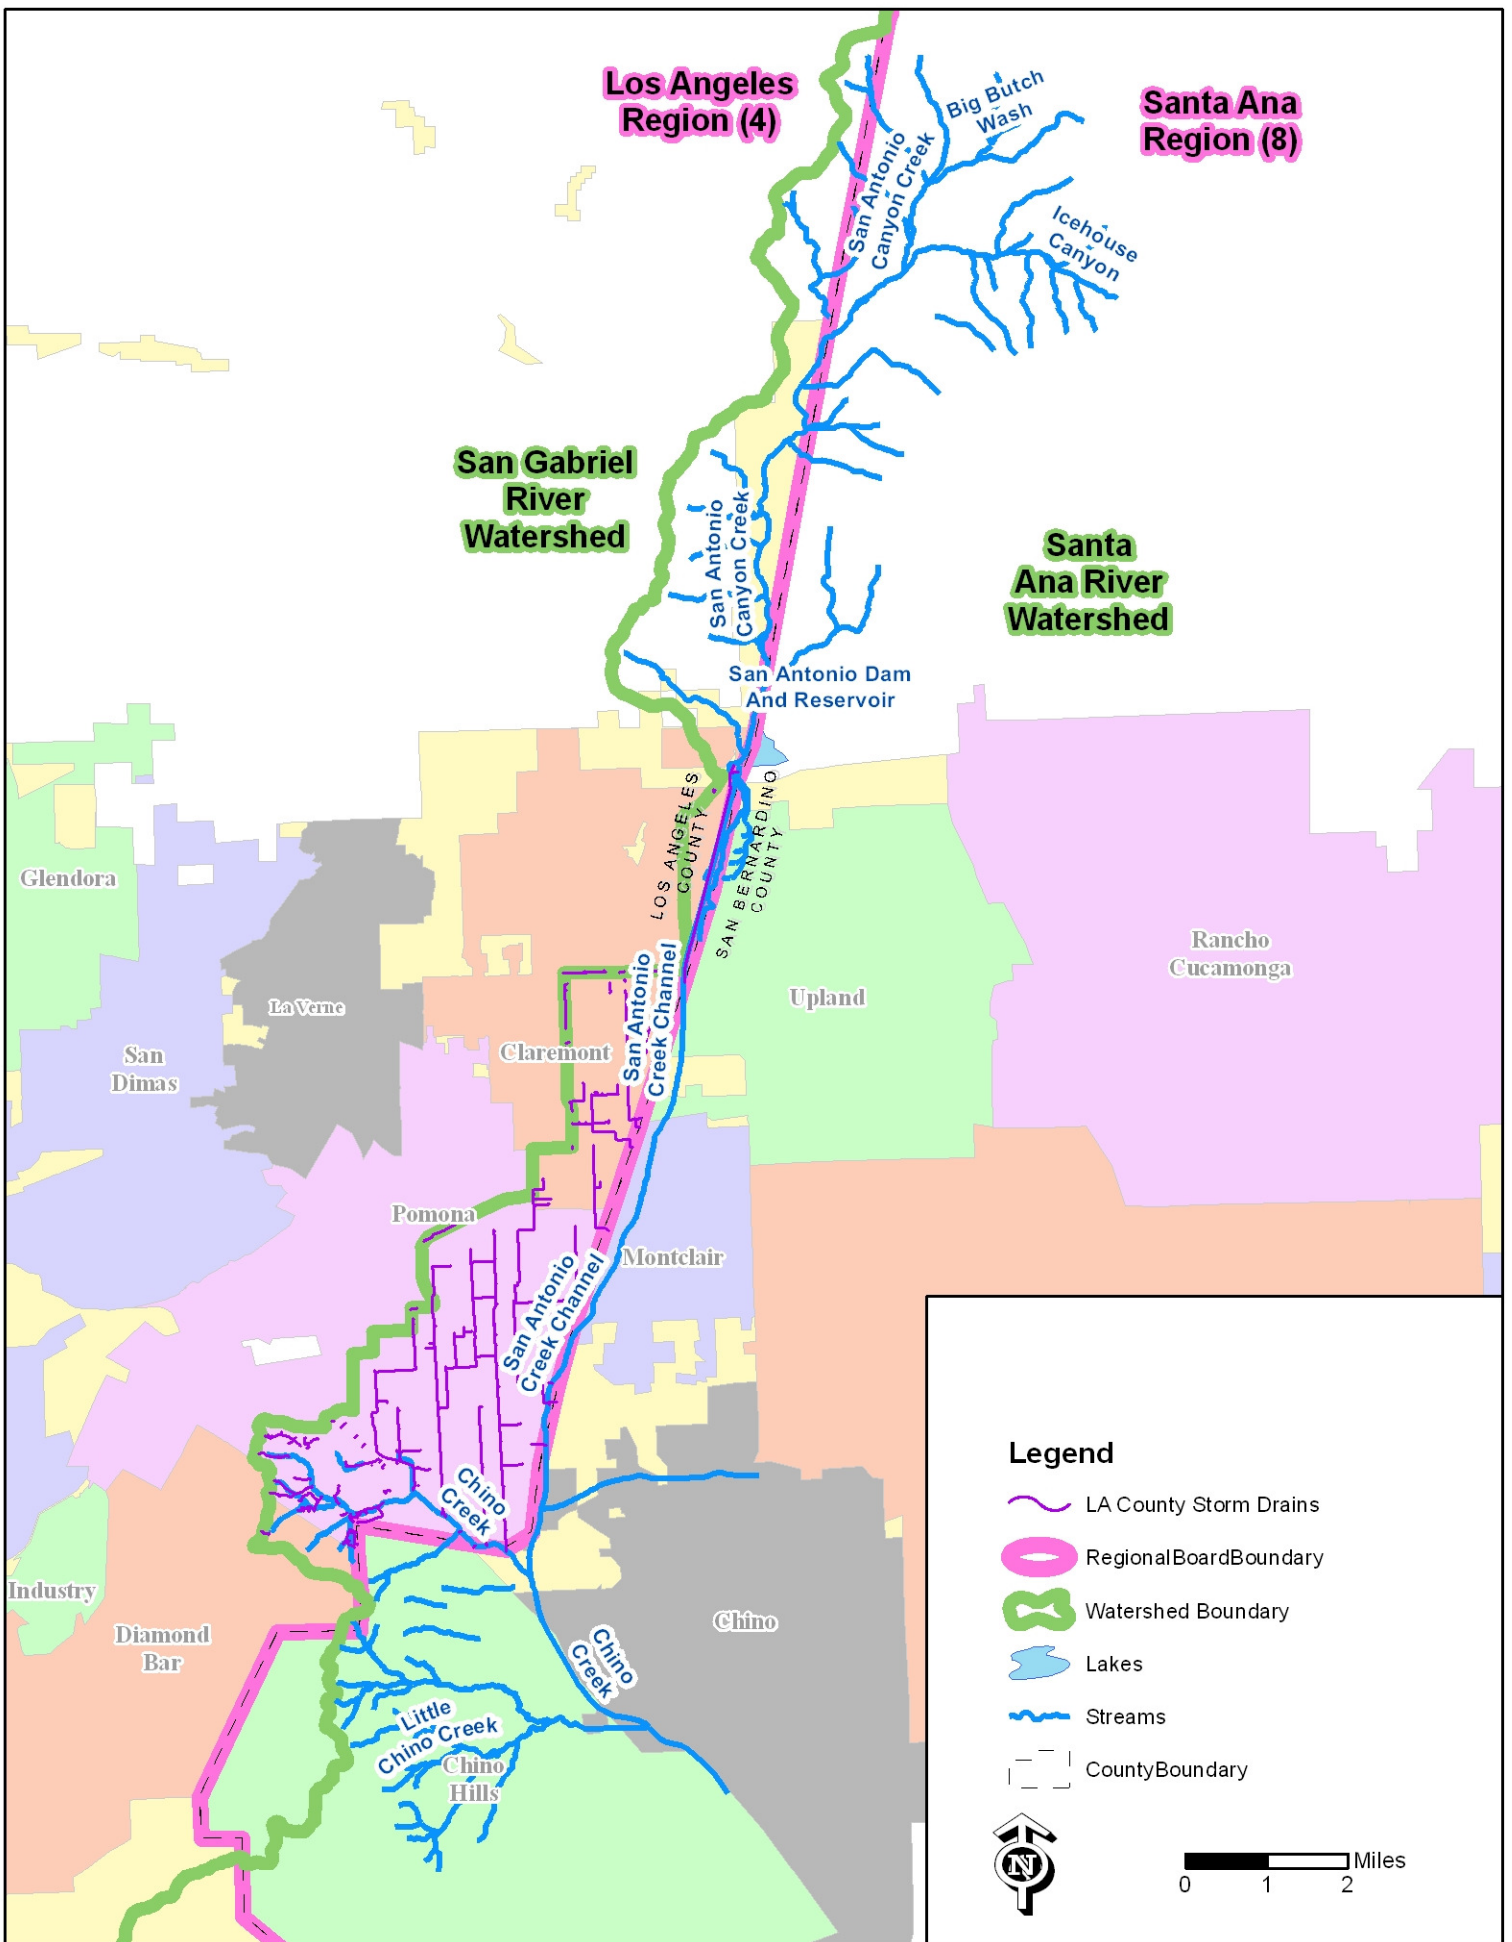 Los Angeles
Region (4)
Santa Ana
Region (8)
Big Butch
Wash
San Antonio
Canyon Creek
Icehouse
Canyon
San Gabriel
River
Watershed
San Antonio
Canyon Creek
Santa
Ana River
Watershed
San Antonio Dam
And Reservoir
LOS ANGELES
COUNTY
SAN BERNARDINO
COUNTY
Glendora
Rancho
Cucamonga
San Antonio
Creek Channel
Upland
La Verne
Claremont
San
Dimas
Pomona
Montclair
San Antonio
Creek Channel
Chino
Creek
Industry
Diamond
Bar
Chino
Chino
Creek
Little
Chino Creek
Chino
Hills
Legend
LA County Storm Drains
RegionalBoardBoundary
Watershed Boundary
Lakes
Streams
CountyBoundary
N
Miles
0 1 2